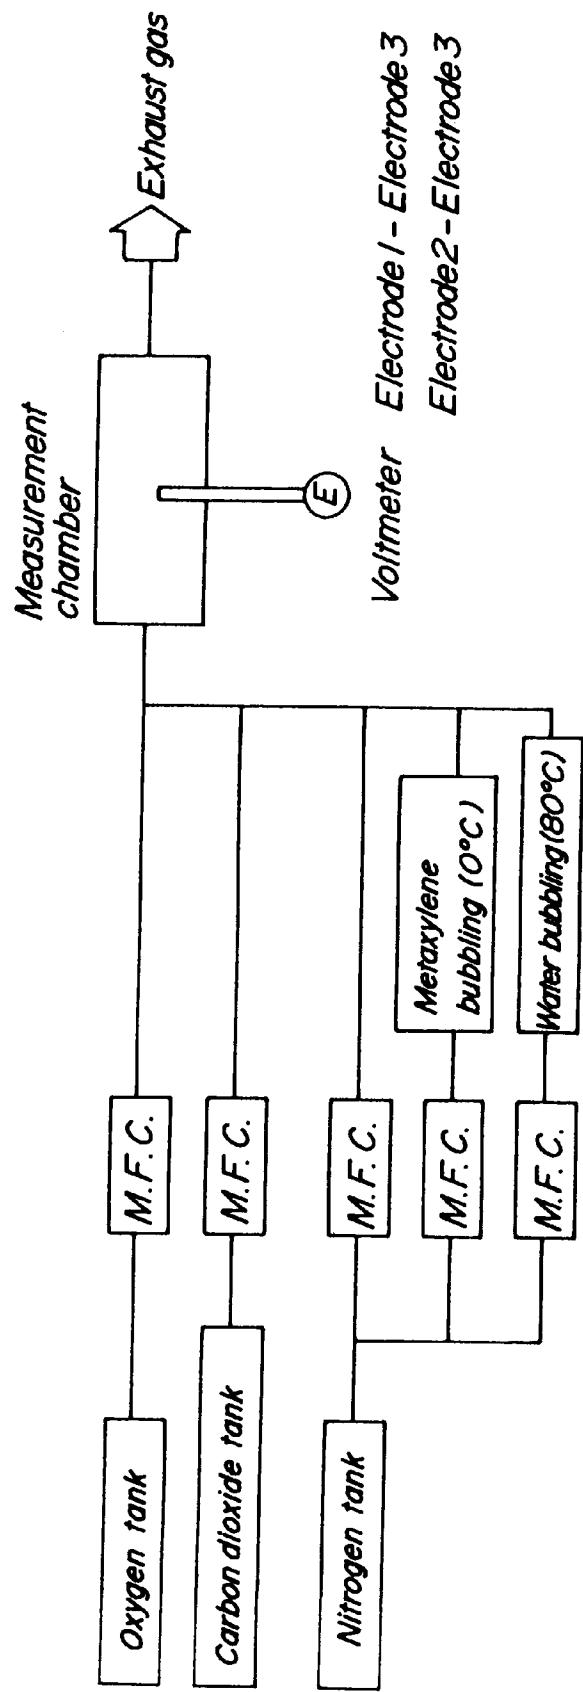 Measurement
chamber
Exhaust gas
E
Voltmeter Electrode 1 - Electrode 3
Electrode 2 - Electrode 3
Oxygen tank
M.F.C.
Carbon dioxide tank
M.F.C.
Nitrogen tank
M.F.C.
M.F.C.
Metaxylene
bubbling (0°C)
M.F.C.
Water bubbling (80°C)